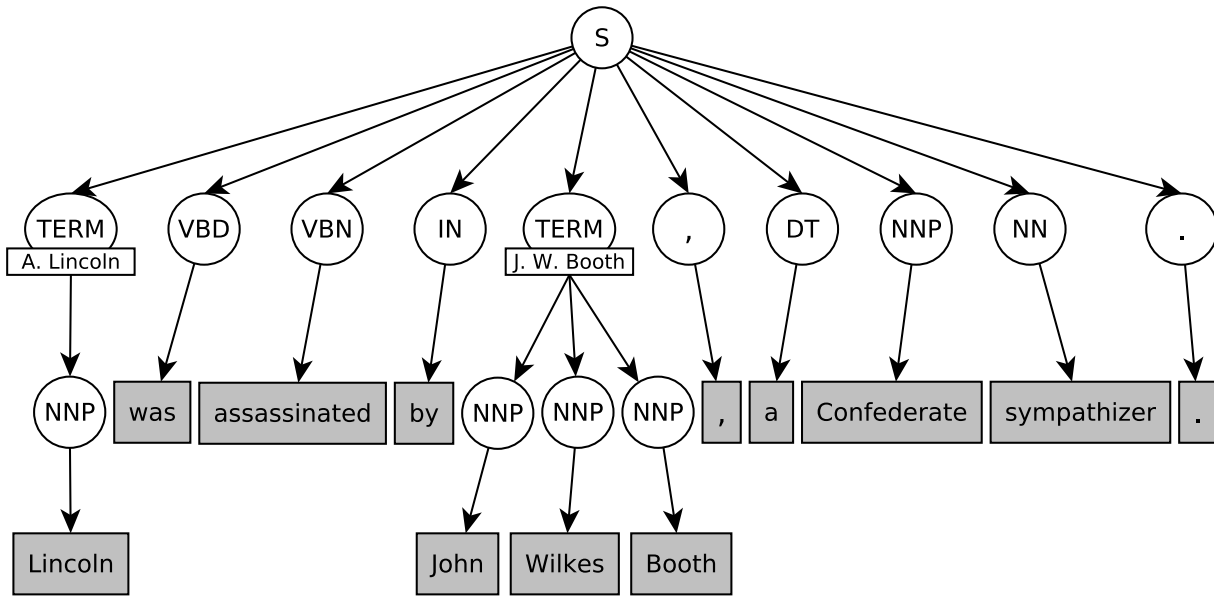 S
TERM VBD VBN IN TERM , DT NNP NN .
A. Lincoln J. W. Booth
NNP was assassinated by NNP NNP NNP , a Confederate sympathizer .
Lincoln John Wilkes Booth